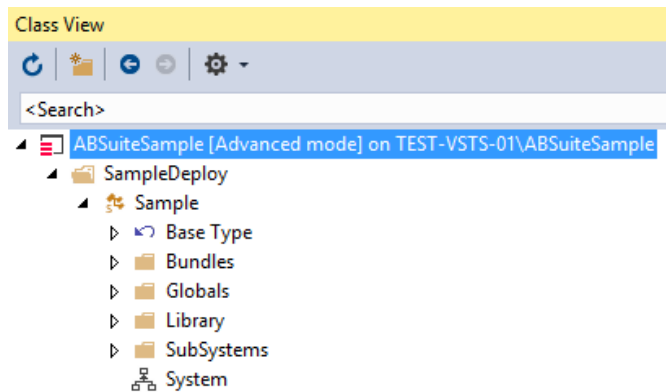 Class View
<Search>
ABSuiteSample [Advanced mode] on TEST-VSTS-01\ABSuiteSample
SampleDeploy
Sample
Base Type
Bundles
Globals
Library
SubSystems
System